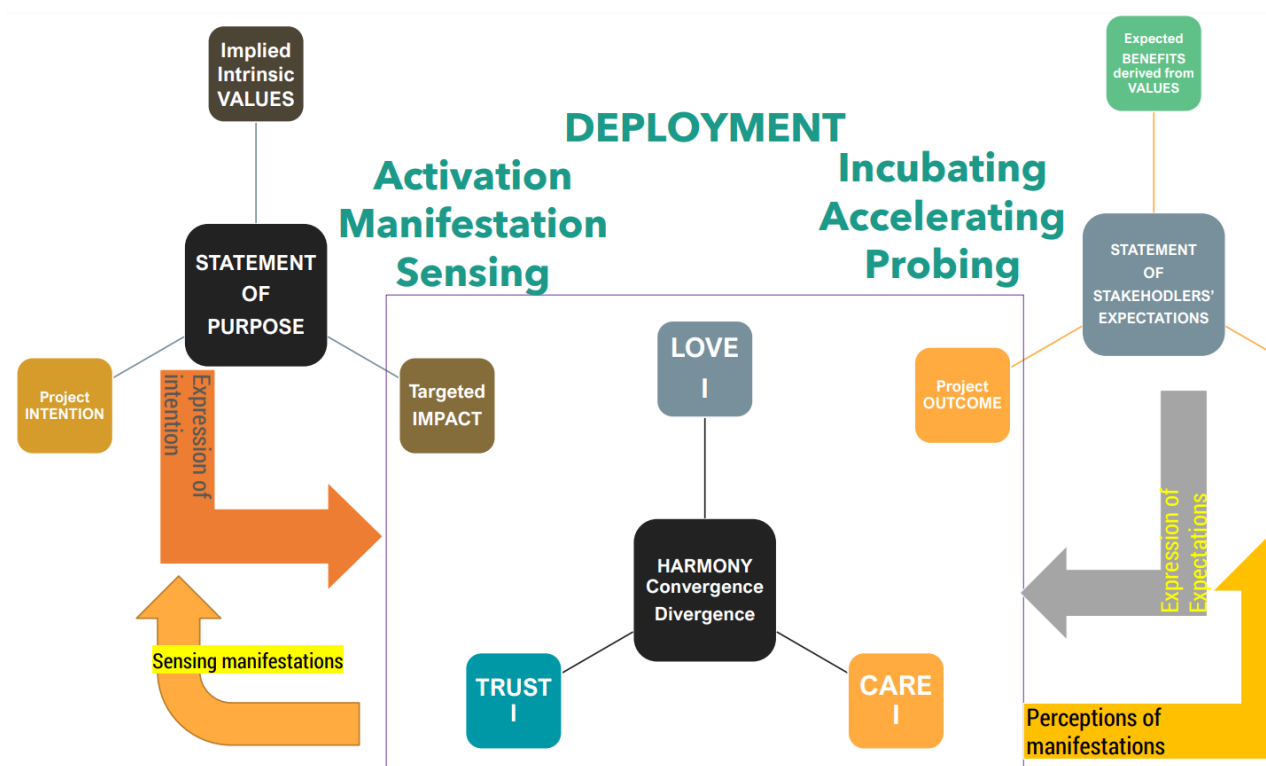 Implied
Intrinsic
VALUES
STATEMENT
OF
PURPOSE
Project
INTENTION
Targeted
IMPACT
Expression of
intention
Sensing manifestations
DEPLOYMENT
Activation
Manifestation
Sensing
Incubating
Accelerating
Probing
LOVE
I
HARMONY
Convergence
Divergence
TRUST
I
CARE
I
Expected
BENEFITS
derived from
VALUES
STATEMENT
OF
STAKEHODLERS'
EXPECTATIONS
Project
OUTCOME
Expression of
Expectations
Perceptions of
manifestations